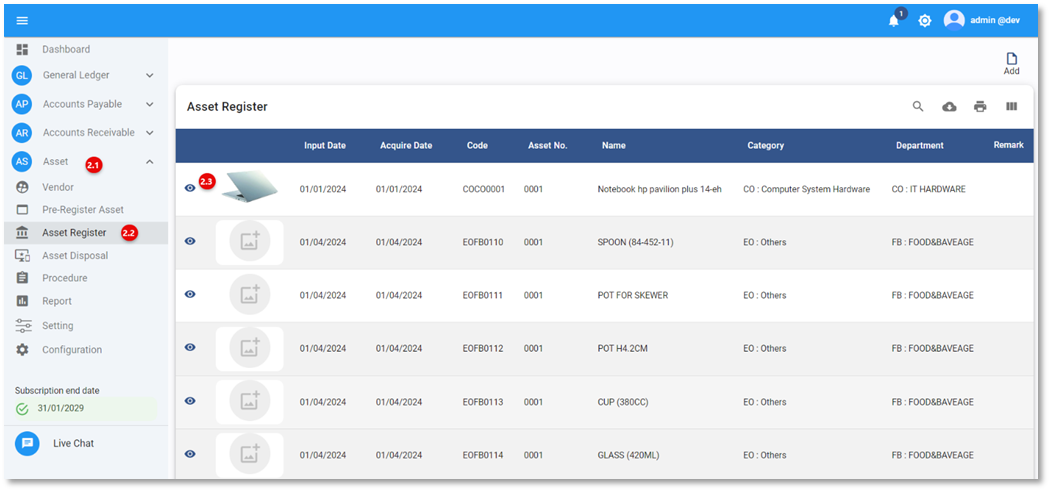 1
admin @dev
Dashboard
GL General Ledger
AP Accounts Payable
AR Accounts Receivable
AS Asset 2.1
Vendor
Pre-Register Asset
Asset Register 2.2
Asset Disposal
Procedure
Report
Setting
Configuration
Subscription end date
31/01/2029
Live Chat
Add
Asset Register
Input Date Acquire Date Code Asset No. Name Category Department Remark
2.3 01/01/2024 01/01/2024 COCO0001 0001 Notebook hp pavilion plus 14-eh CO : Computer System Hardware CO : IT HARDWARE
01/04/2024 01/04/2024 EOFB0110 0001 SPOON (84-452-11) EO : Others FB : FOOD&BAVEAGE
01/04/2024 01/04/2024 EOFB0111 0001 POT FOR SKEWER EO : Others FB : FOOD&BAVEAGE
01/04/2024 01/04/2024 EOFB0112 0001 POT H4.2CM EO : Others FB : FOOD&BAVEAGE
01/04/2024 01/04/2024 EOFB0113 0001 CUP (380CC) EO : Others FB : FOOD&BAVEAGE
01/04/2024 01/04/2024 EOFB0114 0001 GLASS (420ML) EO : Others FB : FOOD&BAVEAGE